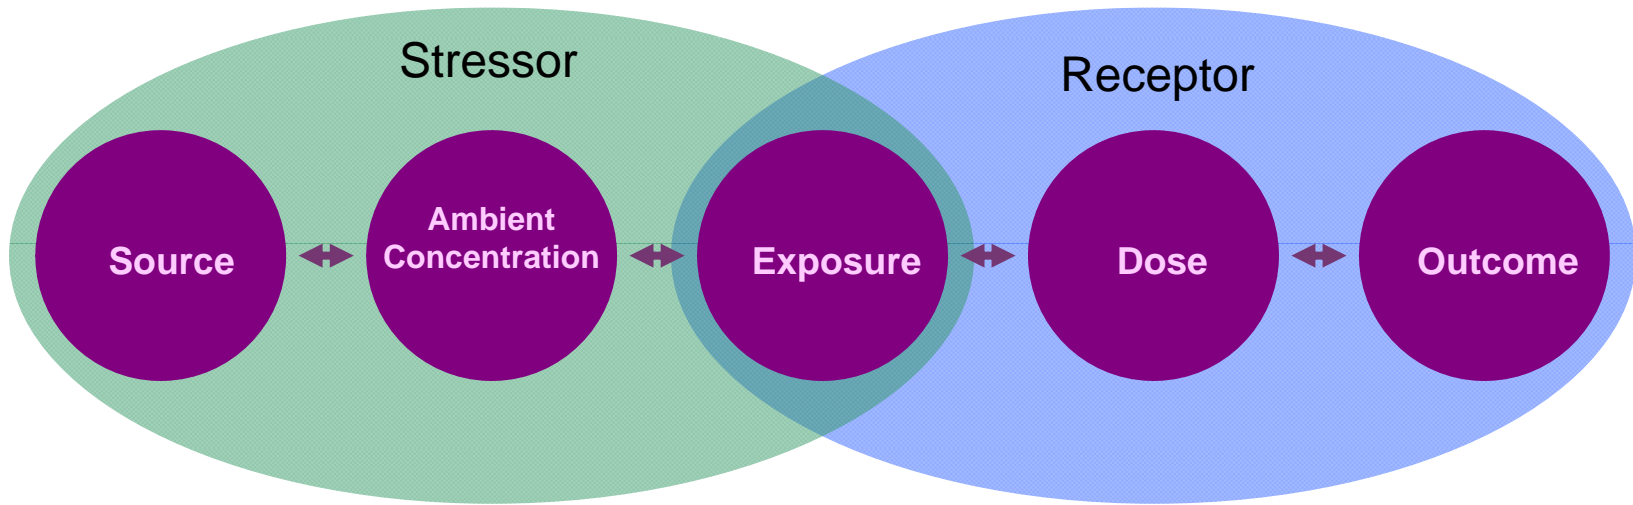 Stressor
Receptor
Source
Ambient
Concentration
Exposure
Dose
Outcome